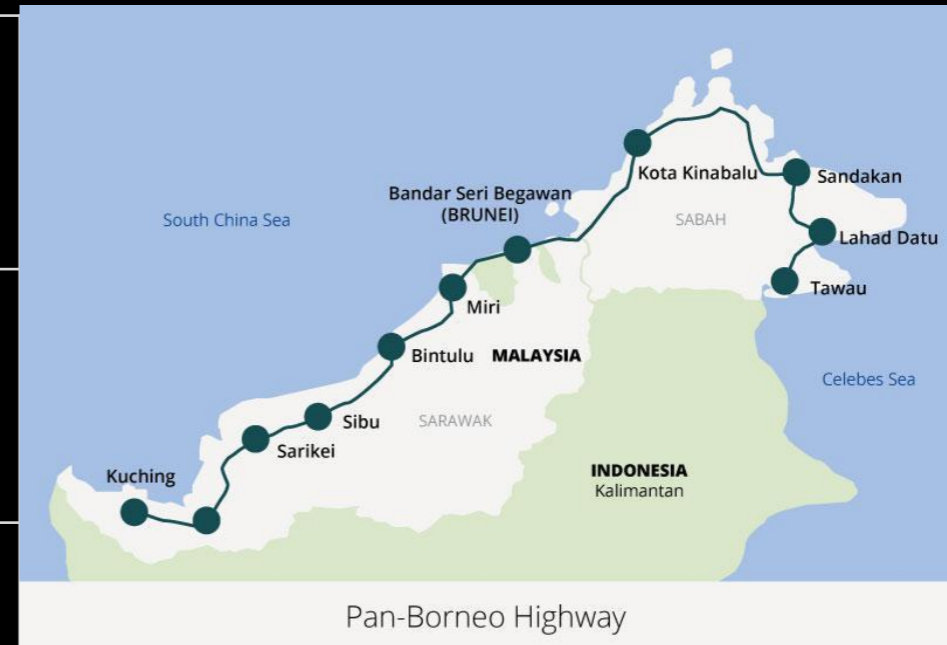 Kota Kinabalu
Sandakan
Bandar Seri Begawan
(BRUNEI)
South China Sea
SABAH
Lahad Datu
Tawau
Miri
Bintulu
MALAYSIA
Celebes Sea
Sibu
SARAWAK
Sarikei
Kuching
INDONESIA
Kalimantan
Pan-Borneo Highway